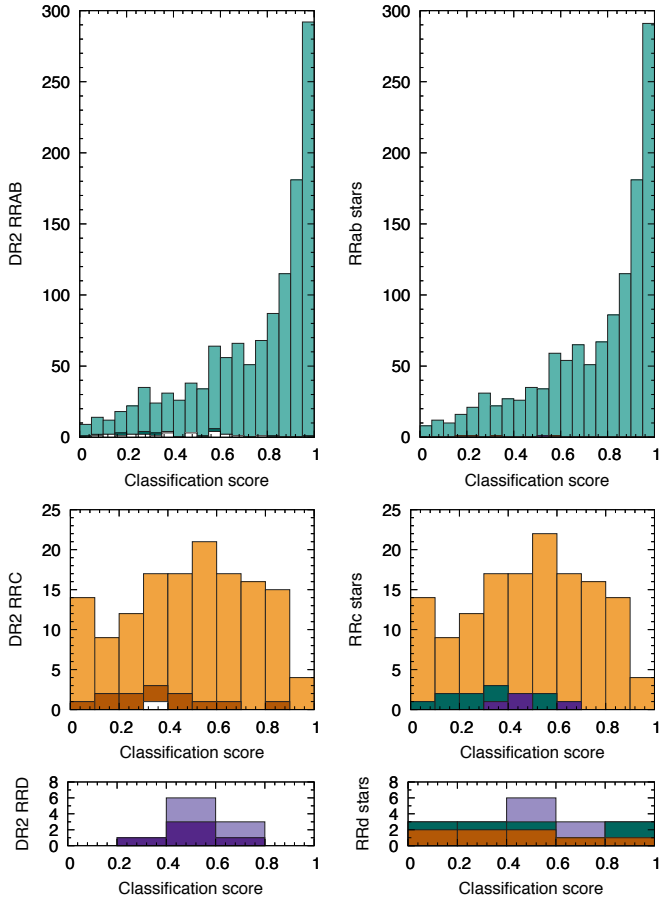 300
250
200
150
100
50
0
DR2 RRAB
0 0.2 0.4 0.6 0.8 1
Classification score
300
250
200
150
100
50
0
RRab stars
0 0.2 0.4 0.6 0.8 1
Classification score
25
20
15
10
5
0
DR2 RRC
0 0.2 0.4 0.6 0.8 1
Classification score
25
20
15
10
5
0
RRc stars
0 0.2 0.4 0.6 0.8 1
Classification score
8
6
4
2
0
DR2 RRD
0 0.2 0.4 0.6 0.8 1
Classification score
8
6
4
2
0
RRd stars
0 0.2 0.4 0.6 0.8 1
Classification score